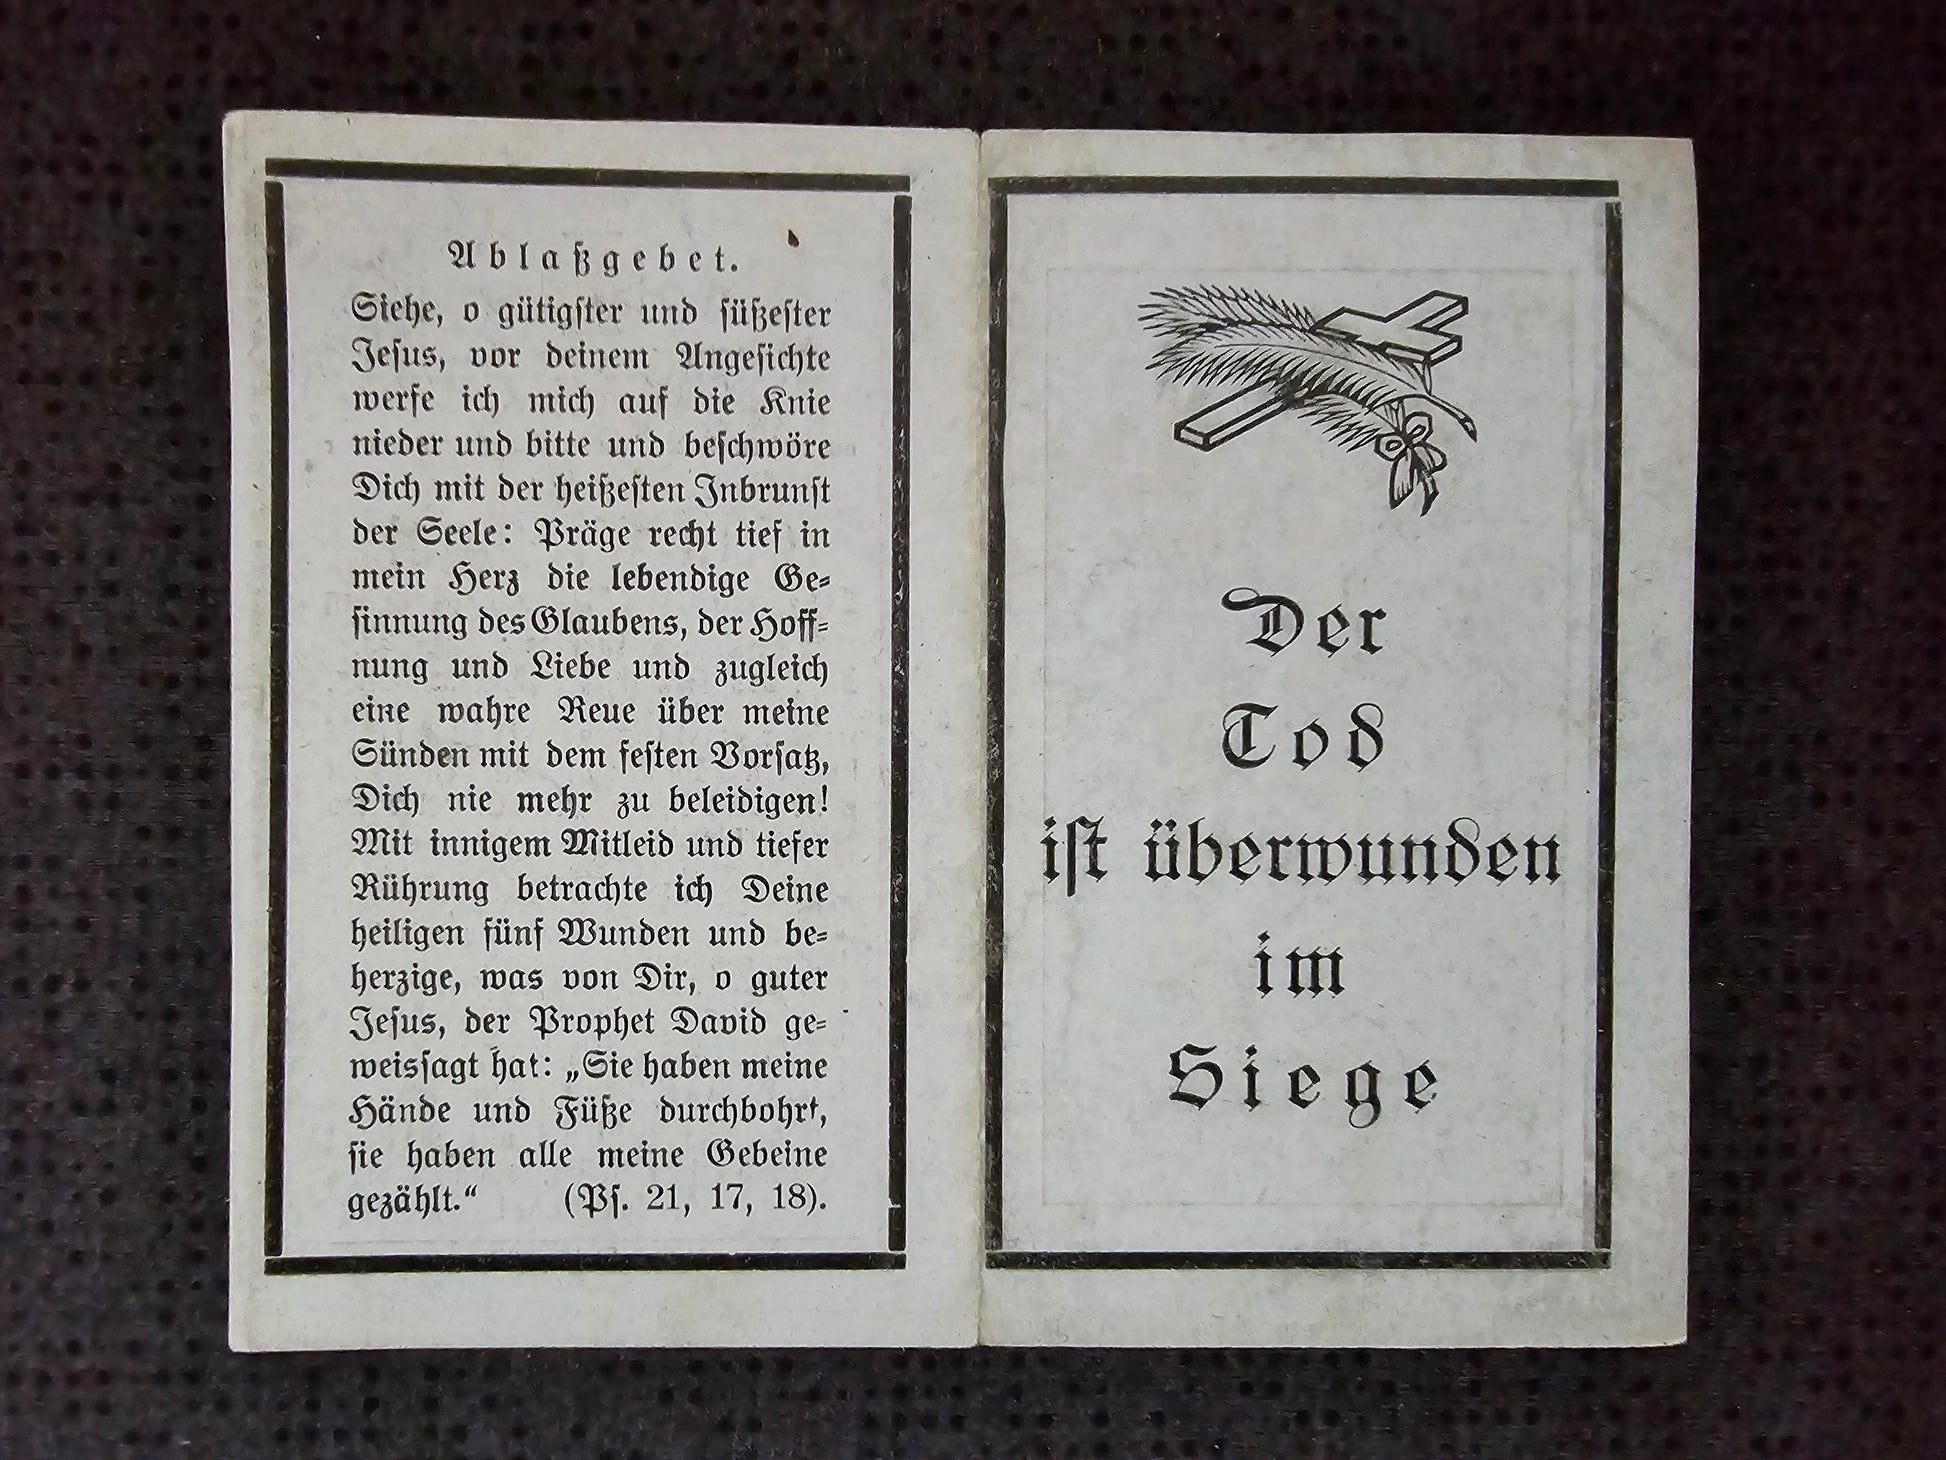 Ablaßgebet.
Siehe, o gütigster und süßester
Jesus, vor deinem Angesichte
werfe ich mich auf die Knie
nieder und bitte und beschwöre
Dich mit der heißesten Inbrunst
der Seele: Präge recht tief in
mein Herz die lebendige Ge-
sinnung des Glaubens, der Hoff-
nung und Liebe und zugleich
eine wahre Reue über meine
Sünden mit dem festen Vorsatz,
Dich nie mehr zu beleidigen!
Mit innigem Mitleid und tiefer
Rührung betrachte ich Deine
heiligen fünf Wunden und be-
herzige, was von Dir, o guter
Jesus, der Prophet David ge-
weissagt hat: „Sie haben meine
Hände und Füße durchbohrt,
sie haben alle meine Gebeine
gezählt.“ (Ps. 21, 17, 18).
Der
Tod
ist überwunden
im
Siege